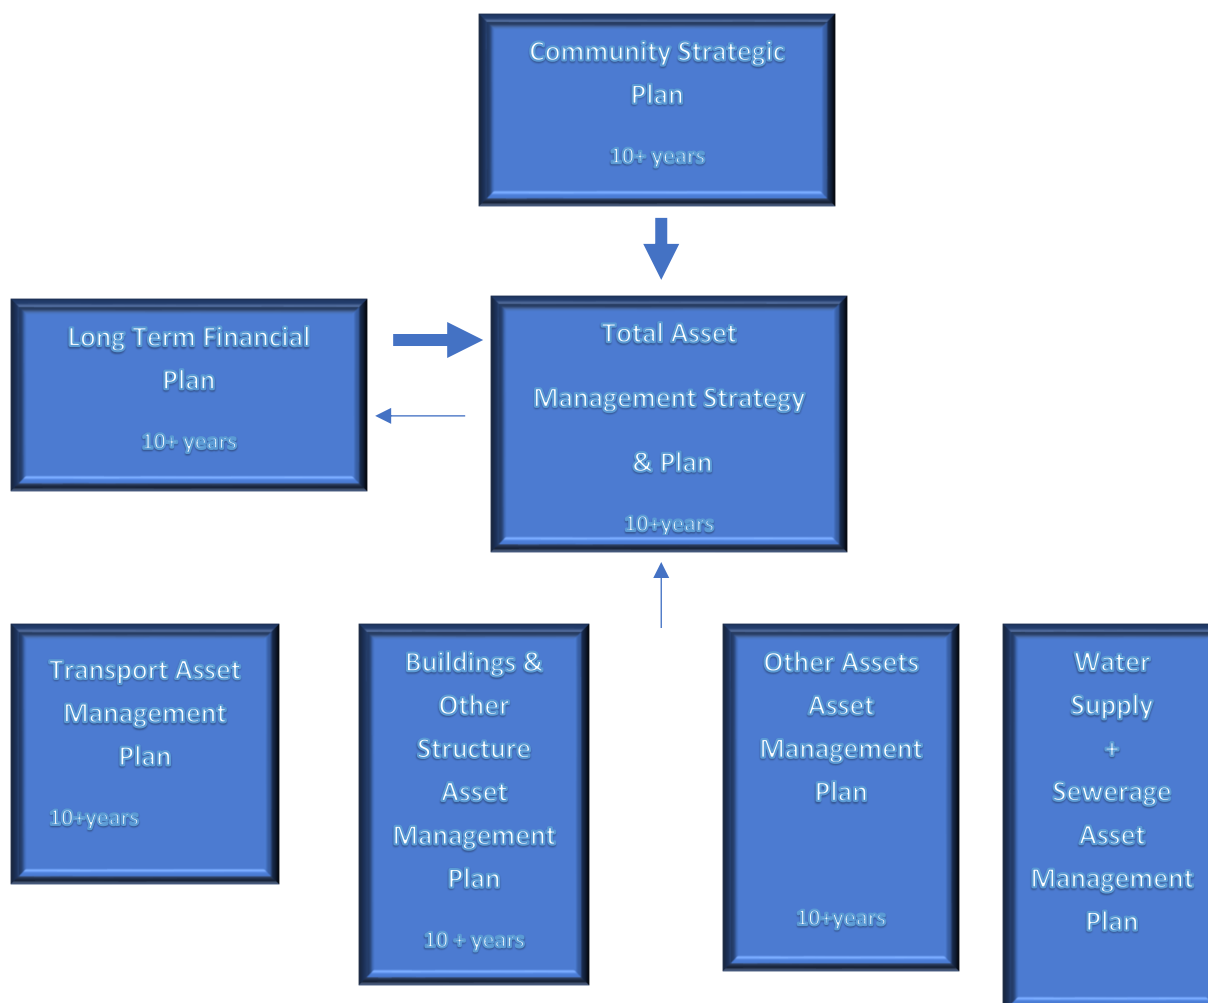 Community Strategic
Plan
10+ years
Long Term Financial
Plan
10+ years
Total Asset
Management Strategy
& Plan
10+years
Transport Asset
Management
Plan
10+years
Buildings &
Other
Structure
Asset
Management
Plan
10 + years
Other Assets
Asset
Management
Plan
10+years
Water
Supply
+
Sewerage
Asset
Management
Plan